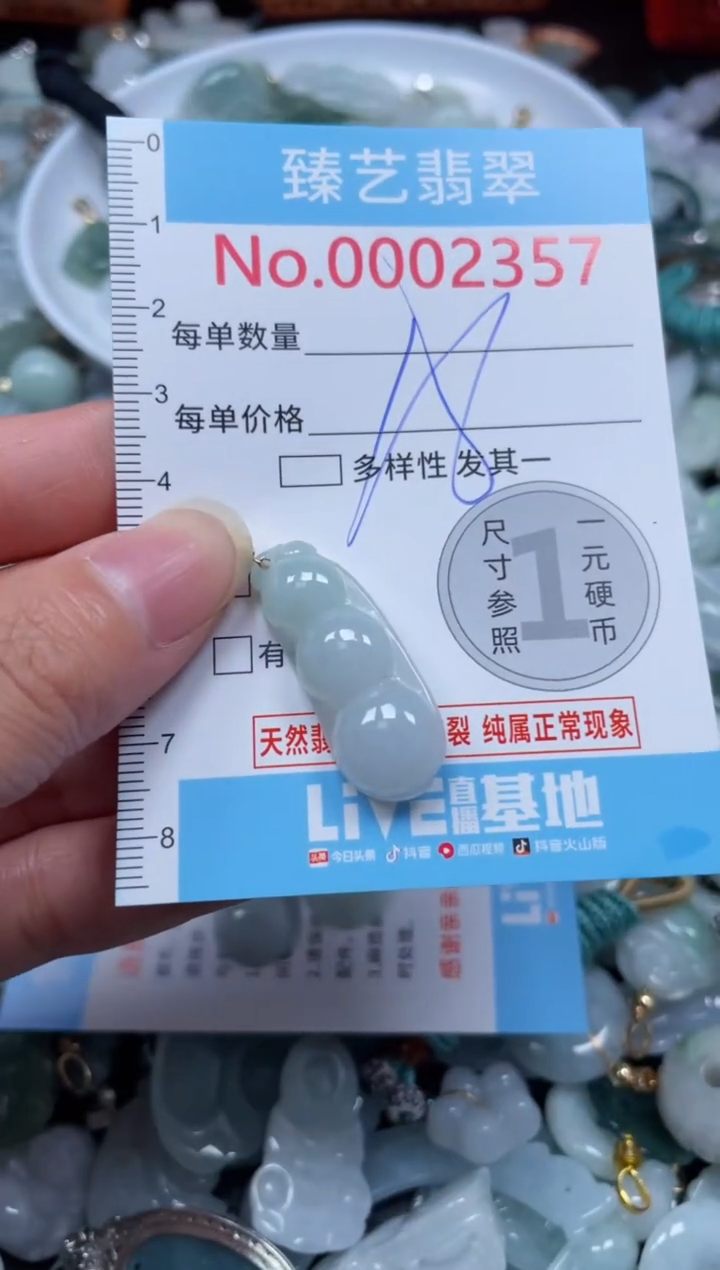 0
臻艺翡翠
1
No.0002357
2
每单数量
3
每单价格
多样性 发其一
4
尺寸参照
1
一元硬币
有
天然翡
裂 纯属正常现象
7
LiVE直播基地
8
今日头条 抖音 西瓜视频 抖音火山版